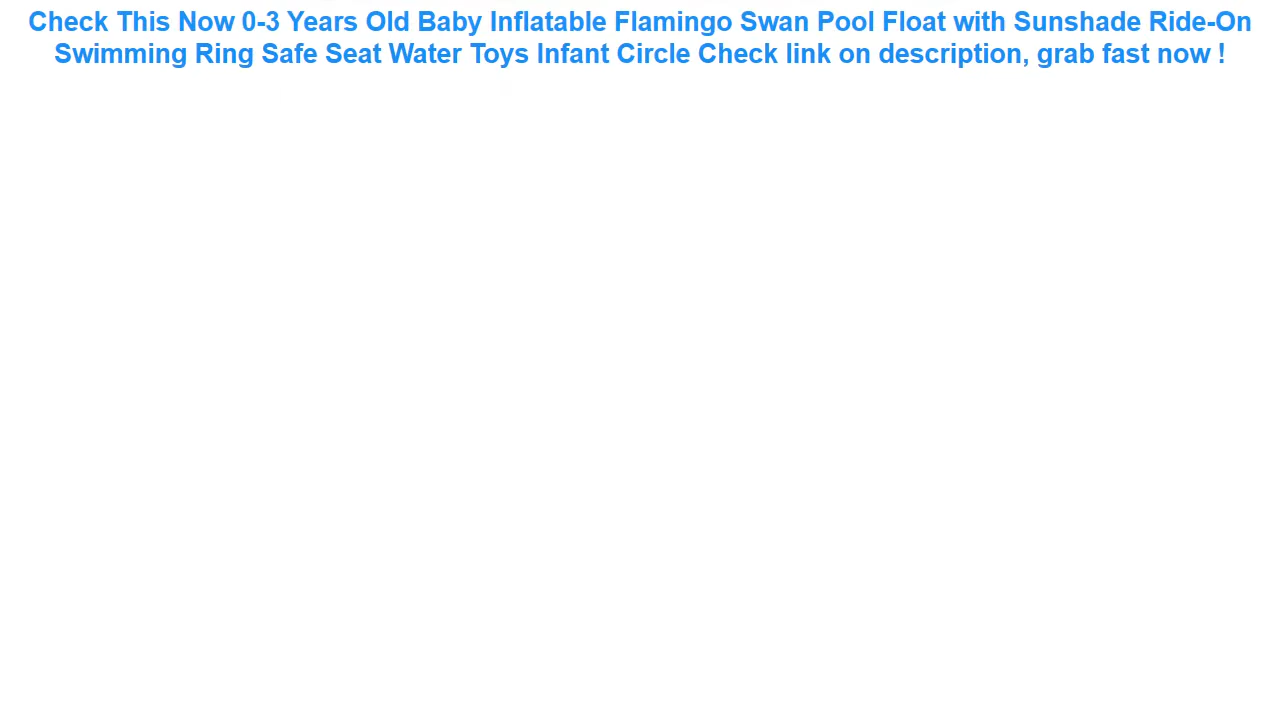 Check This Now 0-3 Years Old Baby Inflatable Flamingo Swan Pool Float with Sunshade Ride-On
Swimming Ring Safe Seat Water Toys Infant Circle Check link on description, grab fast now !